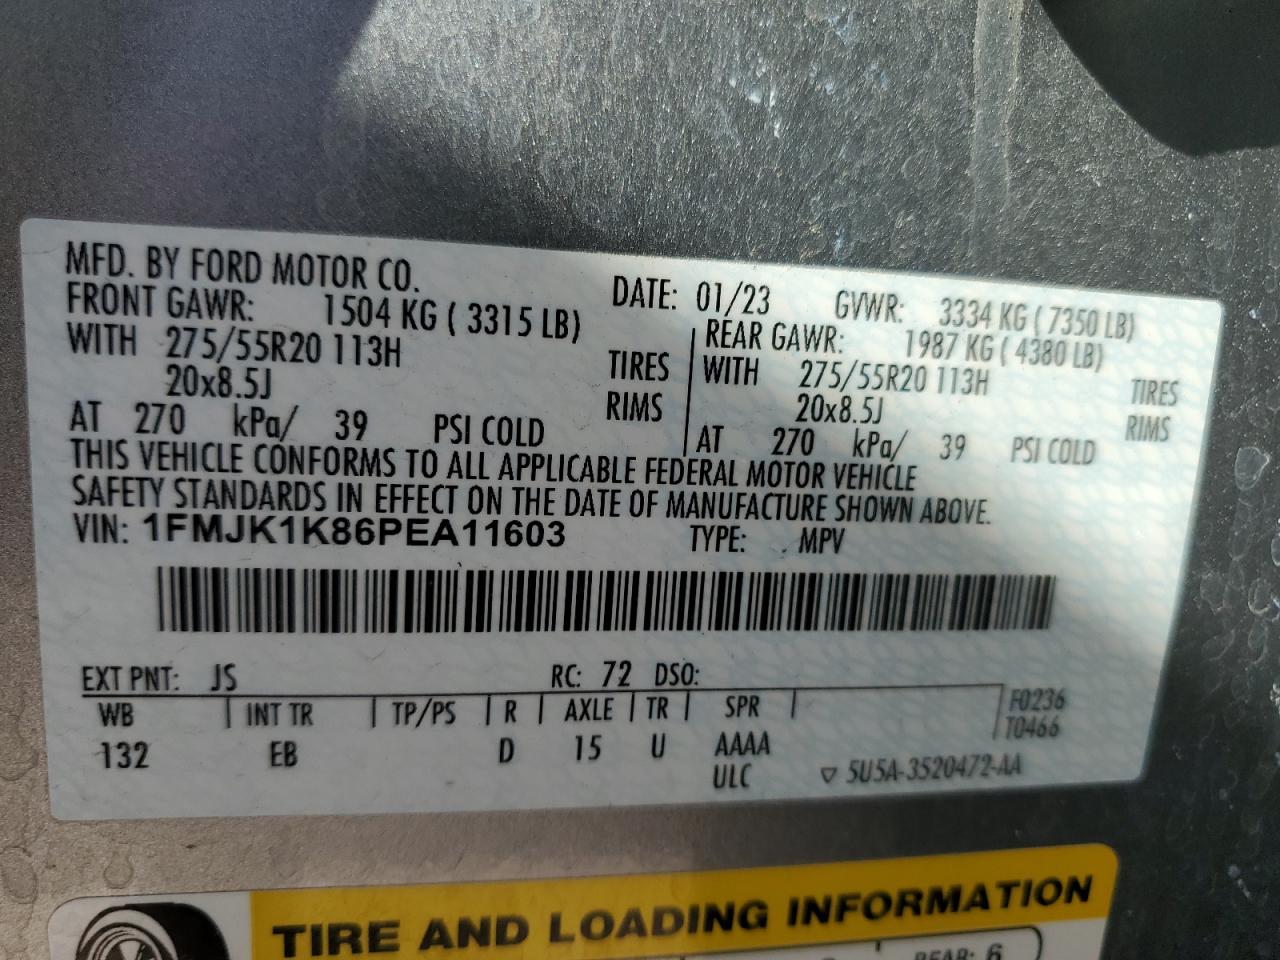 MFD. BY FORD MOTOR CO.
DATE: 01/23 GVWR: 3334 KG ( 7350 LB)
FRONT GAWR: 1504 KG ( 3315 LB)
WITH 275/55R20 113H TIRES
20x8.5J RIMS
AT 270 kPa/ 39 PSI COLD
REAR GAWR: 1987 KG ( 4380 LB)
WITH 275/55R20 113H TIRES
20x8.5J RIMS
AT 270 kPa/ 39 PSI COLD
THIS VEHICLE CONFORMS TO ALL APPLICABLE FEDERAL MOTOR VEHICLE
SAFETY STANDARDS IN EFFECT ON THE DATE OF MANUFACTURE SHOWN ABOVE.
VIN: 1FMJK1K86PEA11603 TYPE: MPV
EXT PNT: JS RC: 72 DSO:
WB INT TR TP/PS R AXLE TR SPR F0236
T0466
132 EB D 15 U AAAA
ULC ▽ 5U5A-3520472-AA
TIRE AND LOADING INFORMATION
REAR: 6